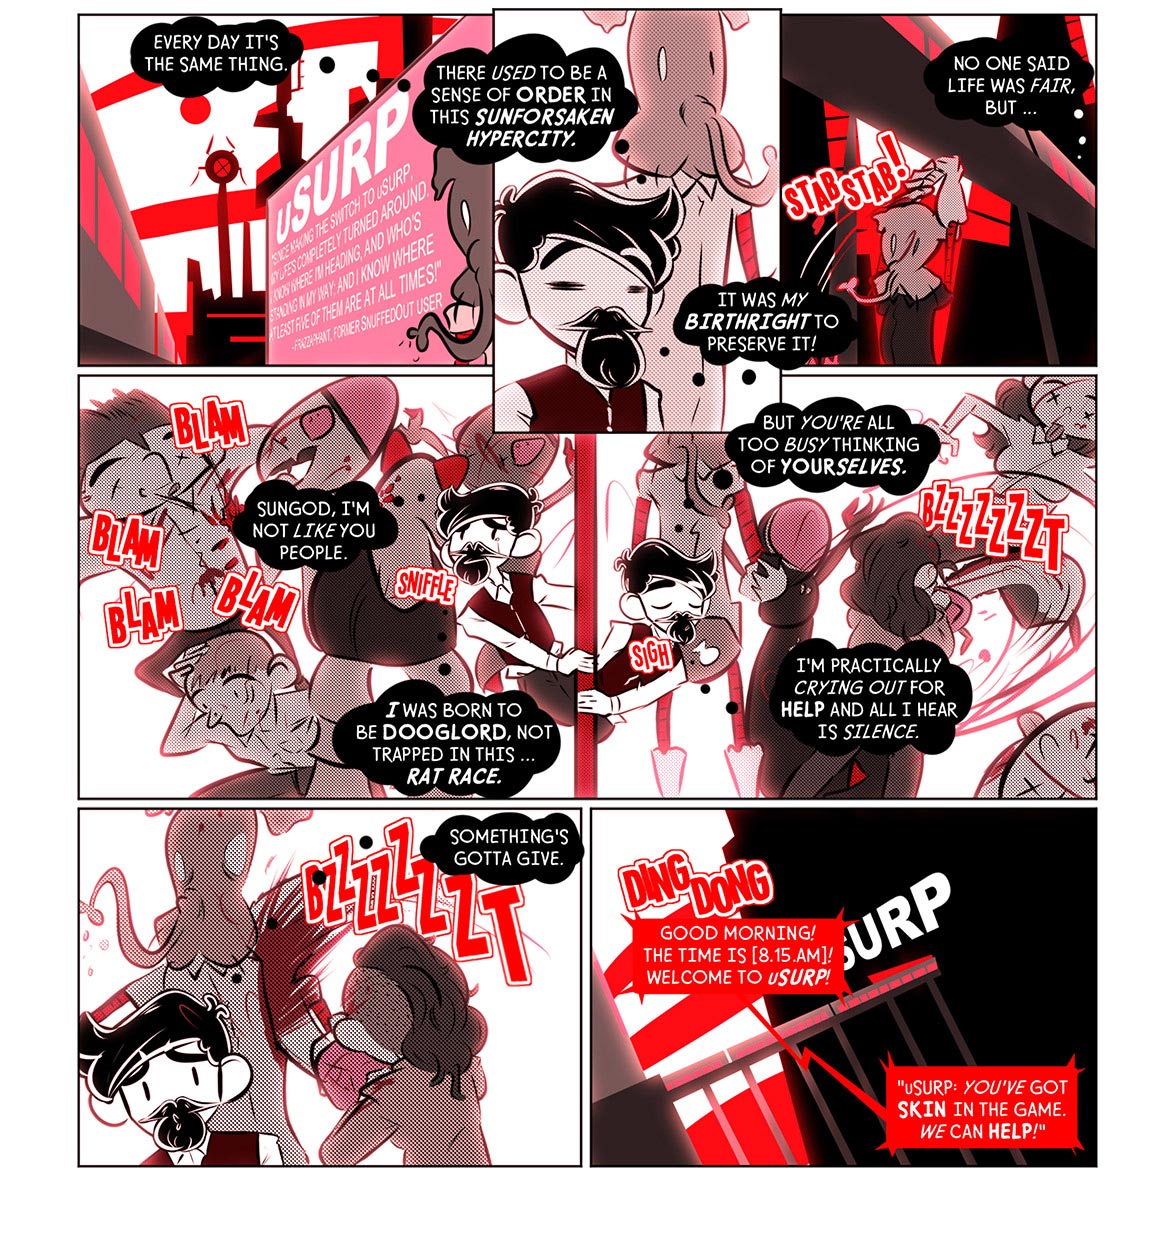 EVERY DAY IT'S
THE SAME THING.
uSURP
"SINCE MAKING THE SWITCH TO uSURP,
MY LIFE'S COMPLETELY TURNED AROUND.
I KNOW WHERE I'M HEADING, AND WHO'S
STANDING IN MY WAY; AND I KNOW WHERE
AT LEAST FIVE OF THEM ARE AT ALL TIMES!"
-FRAZZAPHANT, FORMER SNUFFEDOUT USER
THERE USED TO BE A
SENSE OF ORDER IN
THIS SUNFORSAKEN
HYPERCITY.
IT WAS MY
BIRTHRIGHT TO
PRESERVE IT!
NO ONE SAID
LIFE WAS FAIR,
BUT ...
STAB STAB!
BLAM
BLAM
BLAM
BLAM
SUNGOD, I'M
NOT LIKE YOU
PEOPLE.
SNIFFLE
I WAS BORN TO
BE DOOGLORD, NOT
TRAPPED IN THIS ...
RAT RACE.
BUT YOU'RE ALL
TOO BUSY THINKING
OF YOURSELVES.
BZZZZZZZT
SIGH
I'M PRACTICALLY
CRYING OUT FOR
HELP AND ALL I HEAR
IS SILENCE.
SOMETHING'S
GOTTA GIVE.
BZZZZZZZT
DING DONG
GOOD MORNING!
THE TIME IS [8.15.AM]!
WELCOME TO uSURP!
SURP
"uSURP: YOU'VE GOT
SKIN IN THE GAME.
WE CAN HELP!"